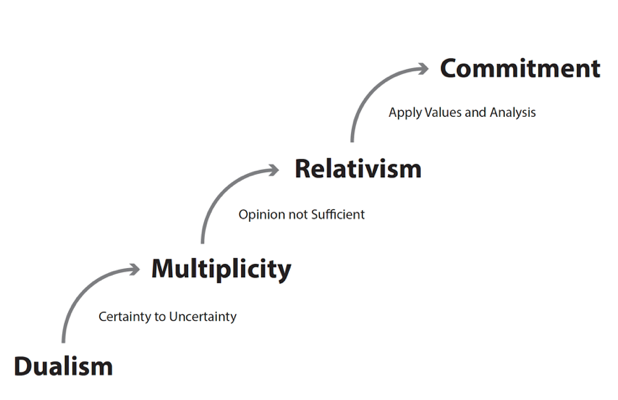 Commitment
Apply Values and Analysis
Relativism
Opinion not Sufficient
Multiplicity
Certainty to Uncertainty
Dualism